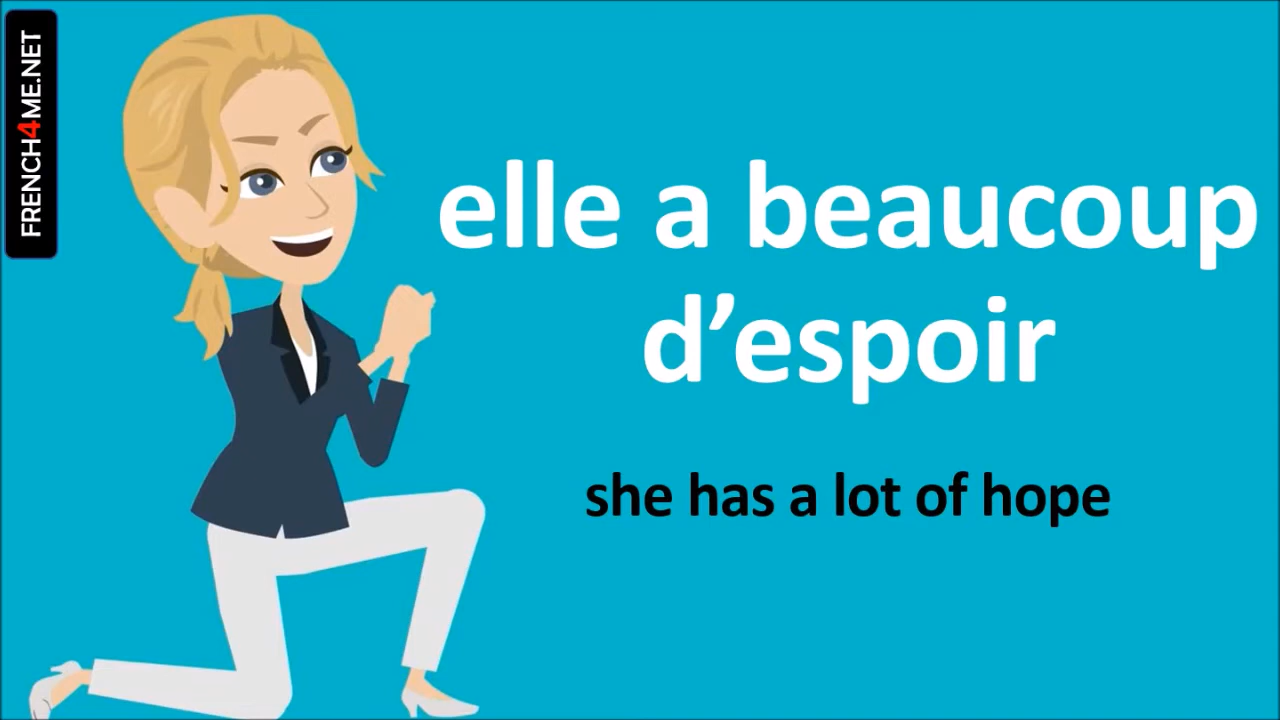 FRENCH4ME.NET
elle a beaucoup
d’espoir
she has a lot of hope